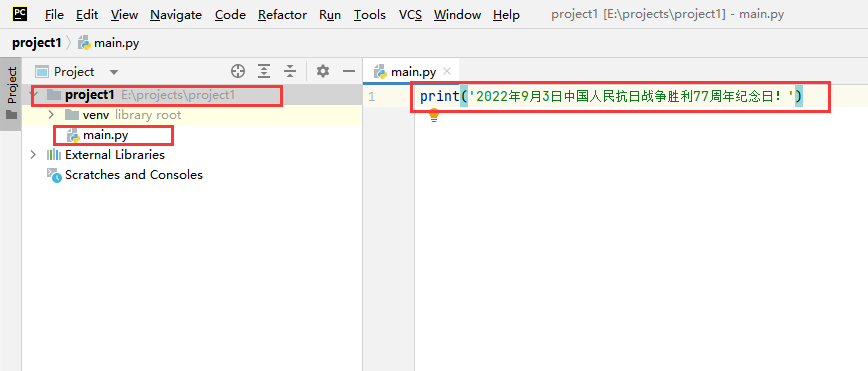 PC File Edit View Navigate Code Refactor Run Tools VCS Window Help project1 [E:\projects\project1] - main.py
project1 main.py
Project
Project
main.py
project1 E:\projects\project1
1 print('2022年9月3日中国人民抗日战争胜利77周年纪念日！')
venv library root
main.py
External Libraries
Scratches and Consoles